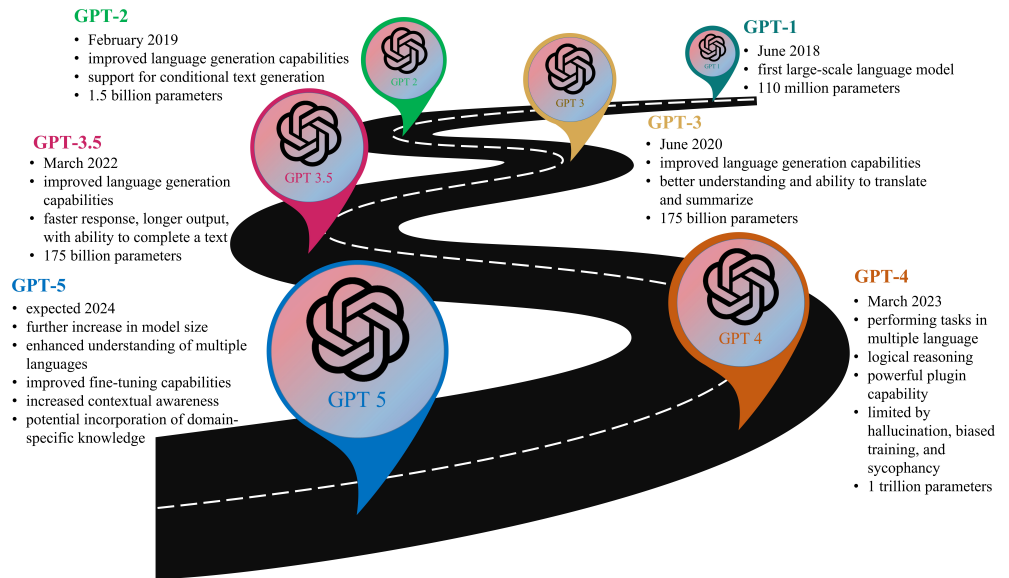 GPT-2
• February 2019
• improved language generation capabilities
• support for conditional text generation
• 1.5 billion parameters
GPT 2
GPT 3
GPT 1
GPT-1
• June 2018
• first large-scale language model
• 110 million parameters
GPT-3
• June 2020
• improved language generation capabilities
• better understanding and ability to translate
and summarize
• 175 billion parameters
GPT-3.5
• March 2022
• improved language generation
capabilities
• faster response, longer output,
with ability to complete a text
• 175 billion parameters
GPT 3.5
GPT-5
• expected 2024
• further increase in model size
• enhanced understanding of multiple
languages
• improved fine-tuning capabilities
• increased contextual awareness
• potential incorporation of domain-
specific knowledge
GPT 5
GPT 4
GPT-4
• March 2023
• performing tasks in
multiple language
• logical reasoning
• powerful plugin
capability
• limited by
hallucination, biased
training, and
sycophancy
• 1 trillion parameters